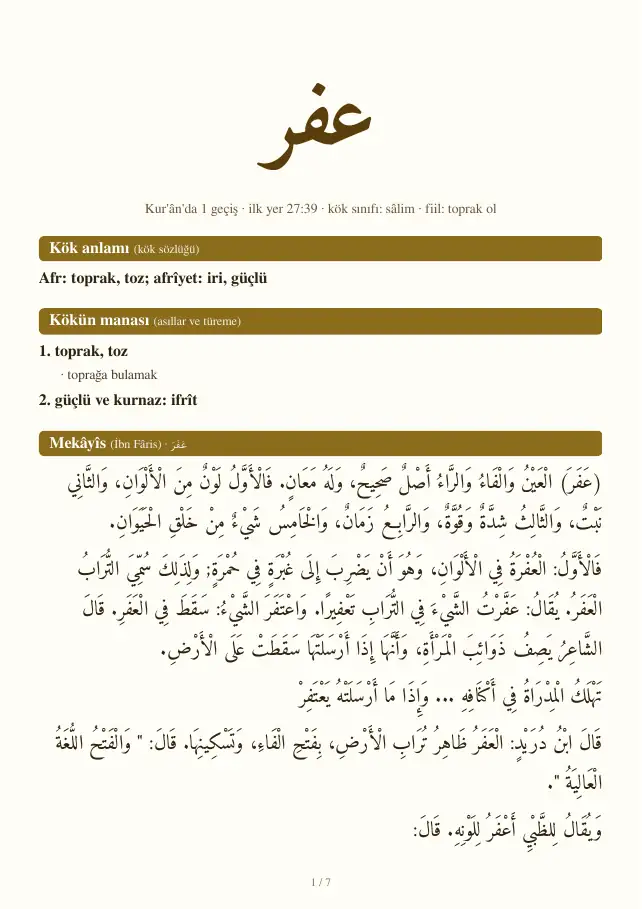 عفر
Kur'ân'da 1 geçiş · ilk yer 27:39 · kök sınıfı: sâlim · fiil: toprak ol
Kök anlamı (kök sözlüğü)
Afr: toprak, toz; afrîyet: iri, güçlü
Kökün manası (asıllar ve türeme)
1. toprak, toz
· toprağa bulamak
2. güçlü ve kurnaz: ifrît
Mekâyîs (İbn Fâris) · عَفَرَ
(عَفَرَ) الْعَيْنُ وَالْفَاءُ وَالرَّاءُ أَصْلٌ صَحِيحٌ، وَلَهُ مَعَانٍ. فَالْأَوَّلُ لَوْنٌ مِنَ الْأَلْوَانِ، وَالثَّانِي
نَبْتٌ، وَالثَّالِثُ شِدَّةٌ وَقُوَّةٌ، وَالرَّابِعُ زَمَانٌ، وَالْخَامِسُ شَيْءٌ مِنْ خَلْقِ الْحَيَوَانِ.
فَالْأَوَّلُ: الْعُفْرَةُ فِي الْأَلْوَانِ، وَهُوَ أَنْ يَضْرِبَ إِلَى غُبْرَةٍ فِي حُمْرَةٍ; وَلِذَلِكَ سُمِّيَ التُّرَابُ
الْعَفَرُ. يُقَالُ: عَفَّرْتُ الشَّيْءَ فِي التُّرَابِ تَعْفِيرًا. وَاعْتَفَرَ الشَّيْءُ: سَقَطَ فِي الْعَفَرِ. قَالَ
الشَّاعِرُ يَصِفُ ذَوَائِبَ الْمَرْأَةِ، وَأَنَّهَا إِذَا أَرْسَلَتْهَا سَقَطَتْ عَلَى الْأَرْضِ.
تَهْلَكُ الْمِدْرَاةُ فِي أَكْنَافِهِ ... وَإِذَا مَا أَرْسَلَتْهُ يَعْتَفِرْ
قَالَ ابْنُ دُرَيْدٍ: الْعَفَرُ ظَاهِرُ تُرَابِ الْأَرْضِ، بِفَتْحِ الْفَاءِ، وَتَسْكِينِهَا. قَالَ: " وَالْفَتْحُ اللُّغَةُ
الْعَالِيَةُ ".
وَيُقَالُ لِلظَّبْيِ أَعْفَرُ لِلَوْنِهِ. قَالَ:
1 / 7